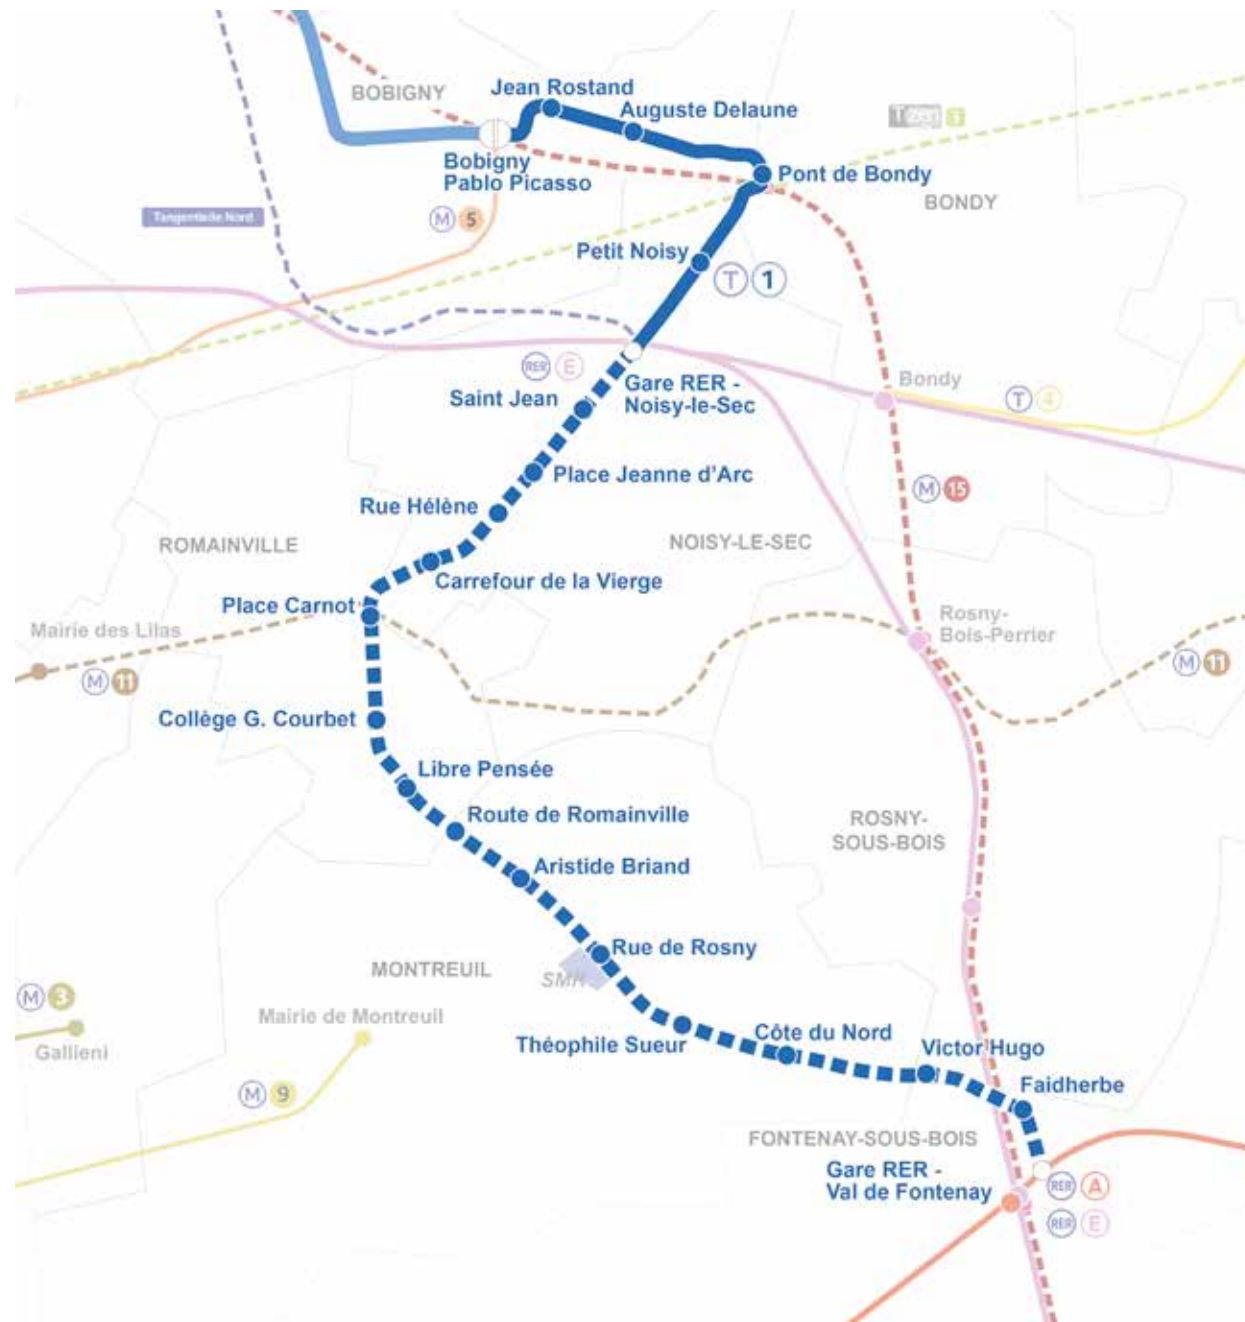 Jean Rostand
BOBIGNY
Auguste Delaune
T Zen 3
Bobigny
Pablo Picasso
Pont de Bondy
BONDY
Tangentielle Nord
M 5
Petit Noisy
T 1
RER E
Gare RER -
Noisy-le-Sec
Saint Jean
Bondy
T 4
Place Jeanne d'Arc
M 15
Rue Hélène
ROMAINVILLE
NOISY-LE-SEC
Carrefour de la Vierge
Place Carnot
Mairie des Lilas
M 11
Rosny-
Bois-Perrier
M 11
Collège G. Courbet
Libre Pensée
Route de Romainville
ROSNY-
SOUS-BOIS
Aristide Briand
Rue de Rosny
MONTREUIL
SMR
M 3
Gallieni
Mairie de Montreuil
Théophile Sueur
Côte du Nord
Victor Hugo
M 9
Faidherbe
FONTENAY-SOUS-BOIS
Gare RER -
Val de Fontenay
RER A
RER E